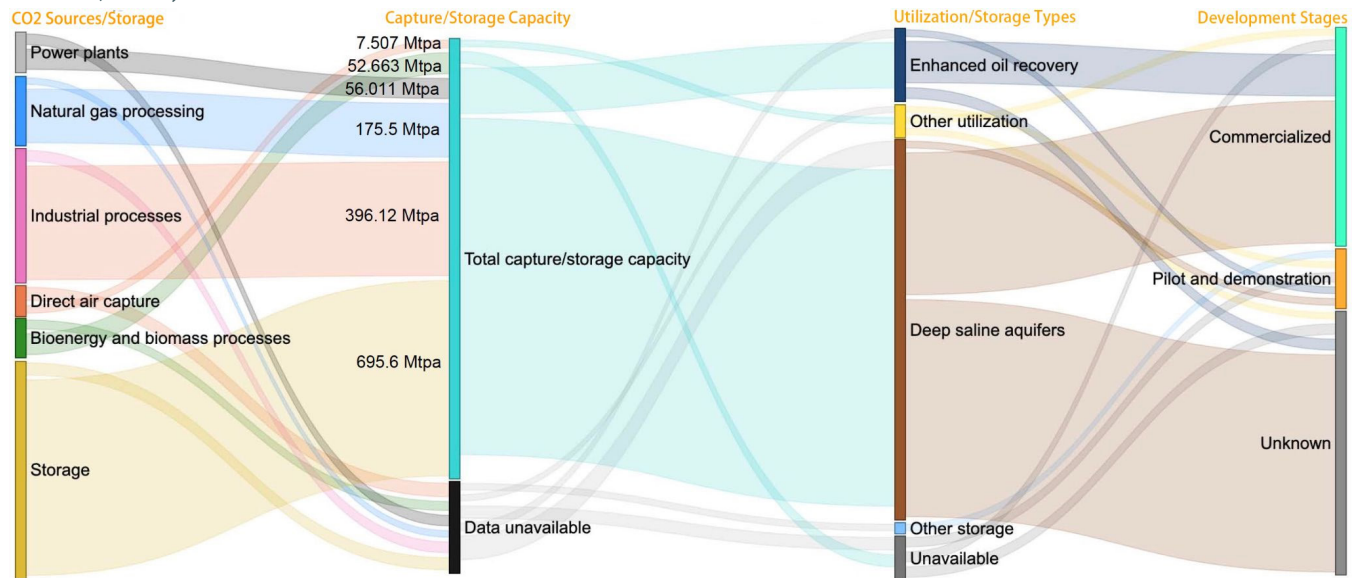 CO2 Sources/Storage
Capture/Storage Capacity
Utilization/Storage Types
Development Stages
Power plants
Natural gas processing
Industrial processes
Direct air capture
Bioenergy and biomass processes
Storage
7.507 Mtpa
52.663 Mtpa
56.011 Mtpa
175.5 Mtpa
396.12 Mtpa
695.6 Mtpa
Total capture/storage capacity
Data unavailable
Enhanced oil recovery
Other utilization
Deep saline aquifers
Other storage
Unavailable
Commercialized
Pilot and demonstration
Unknown